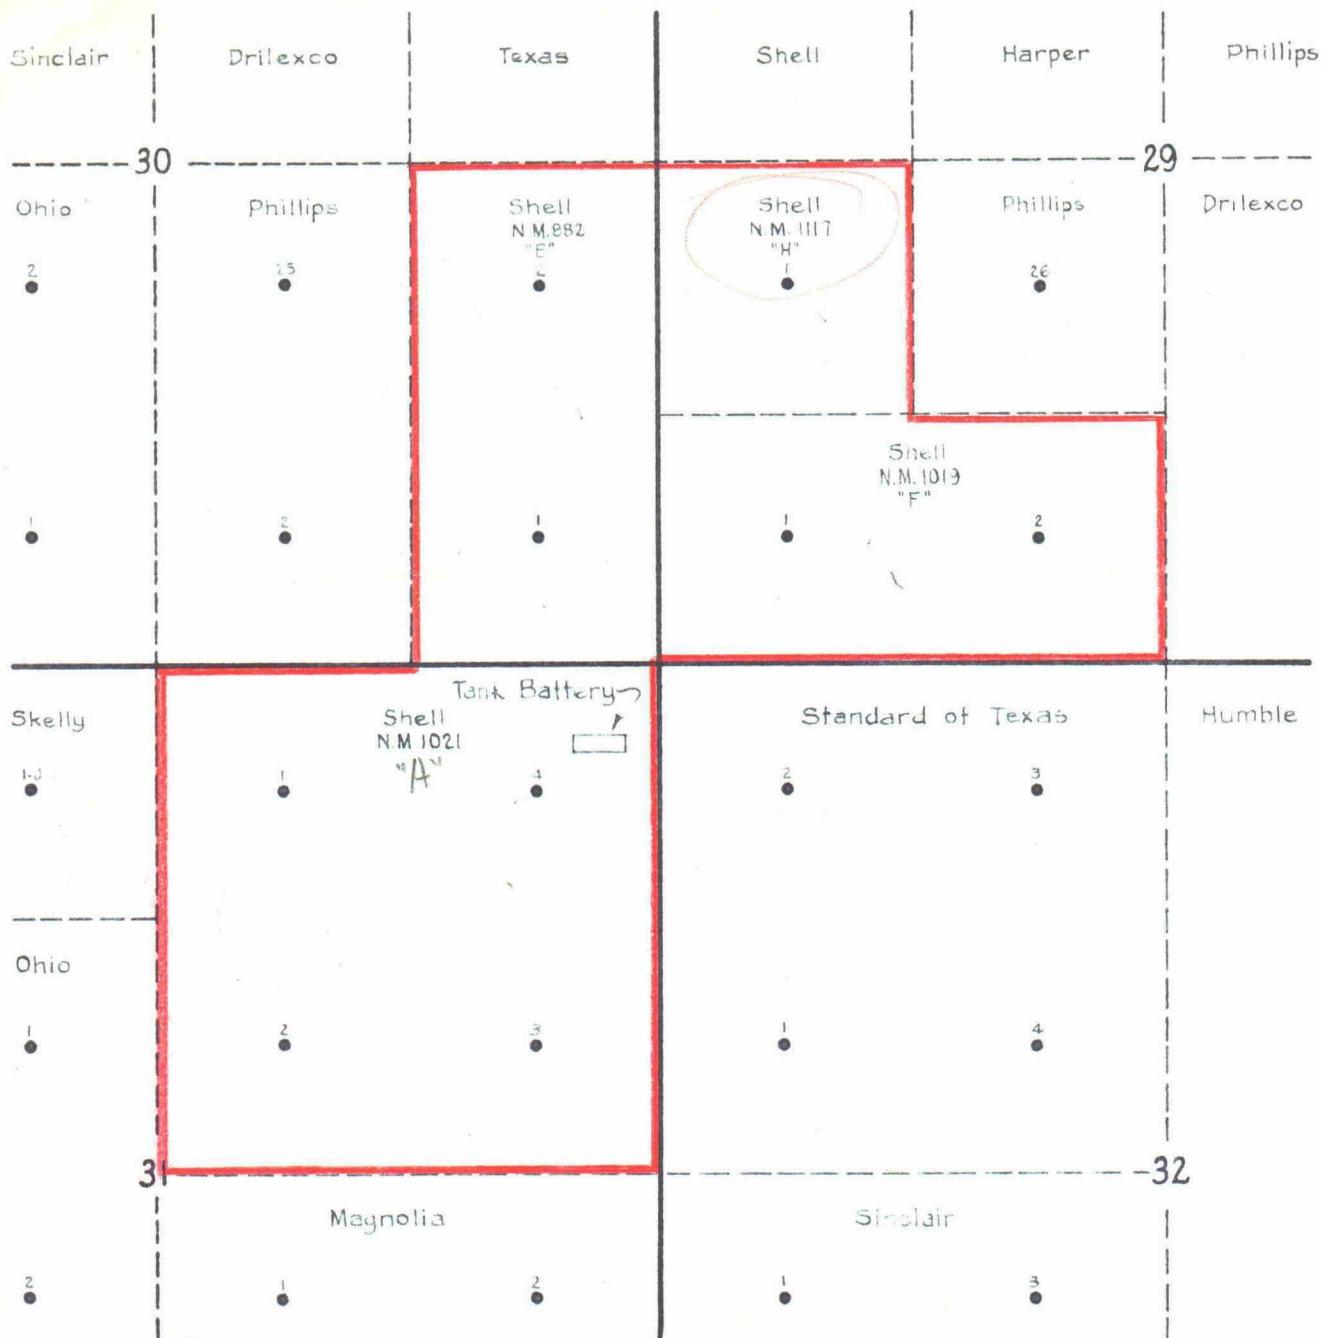 Sinclair
Drilexco
Texas
Shell
Harper
Phillips
30
29
Ohio
Phillips
Shell
N.M.882
"E"
Shell
N.M.1117
"H"
Phillips
Drilexco
2
25
1
26
Shell
N.M.1019
"F"
1
2
1
1
2
Tank Battery
Skelly
Shell
N.M 1021
"A"
Standard of Texas
Humble
1-J
1
4
2
3
Ohio
1
2
3
1
4
31
32
Magnolia
Sinclair
2
1
2
1
3